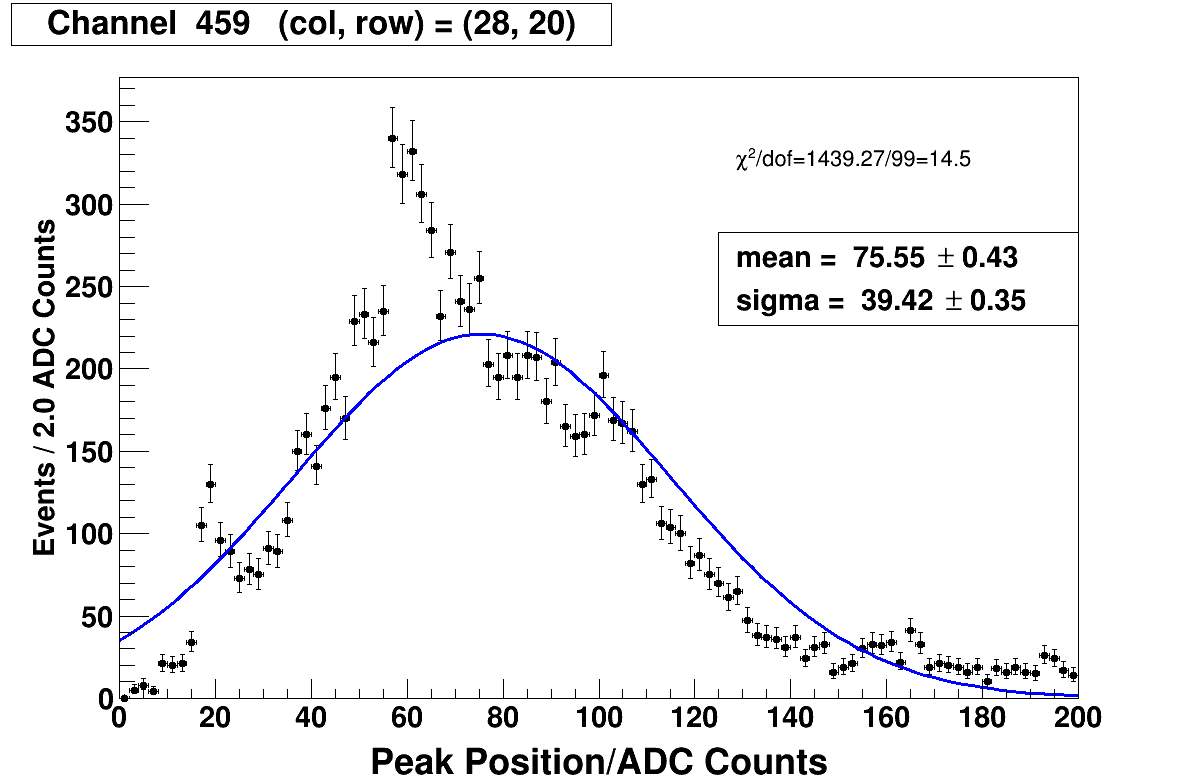 Channel 459 (col, row) = (28, 20)
350
300
250
200
150
100
50
0
Events / 2.0 ADC Counts
χ²/dof=1439.27/99=14.5
mean = 75.55 ± 0.43
sigma = 39.42 ± 0.35
0 20 40 60 80 100 120 140 160 180 200
Peak Position/ADC Counts